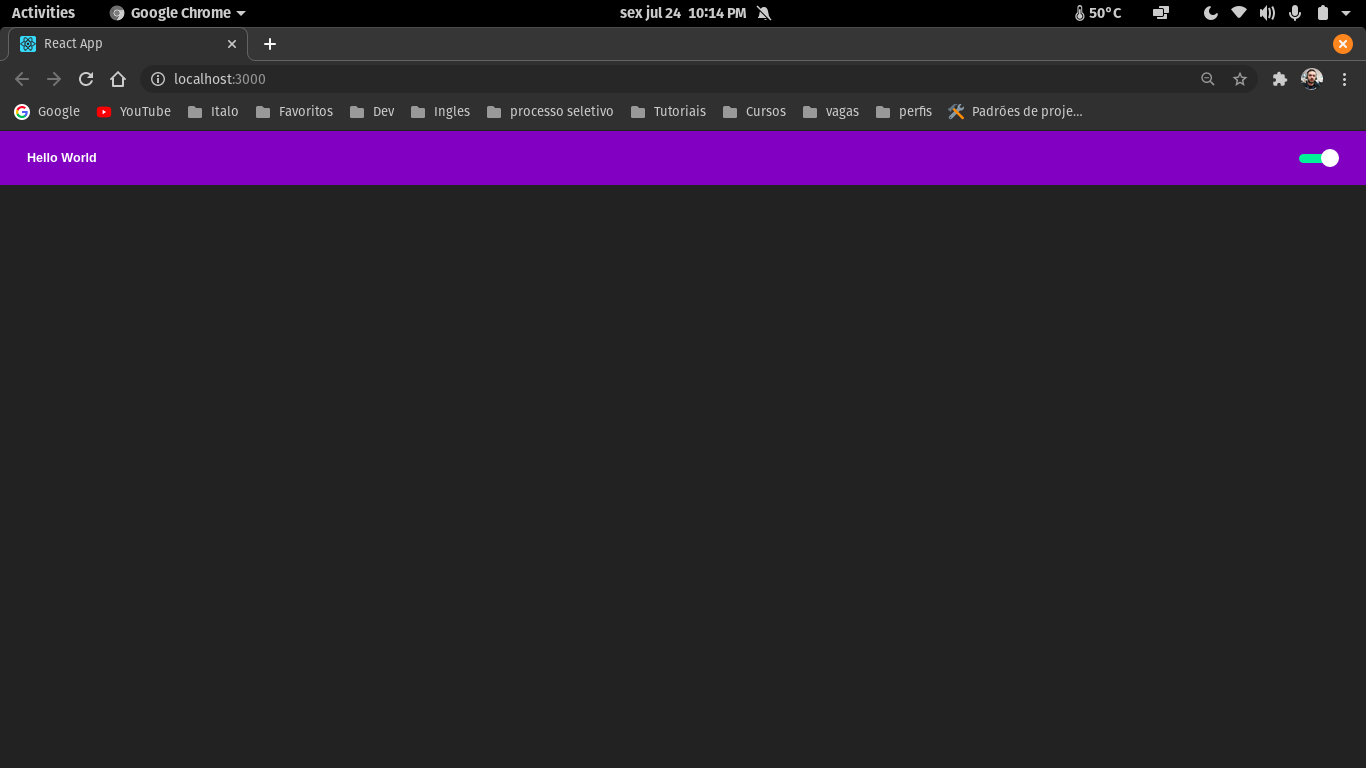 Activities Google Chrome sex jul 24 10:14 PM 50°C
React App
localhost:3000
Google YouTube Italo Favoritos Dev Ingles processo seletivo Tutoriais Cursos vagas perfis Padrões de proje...
Hello World